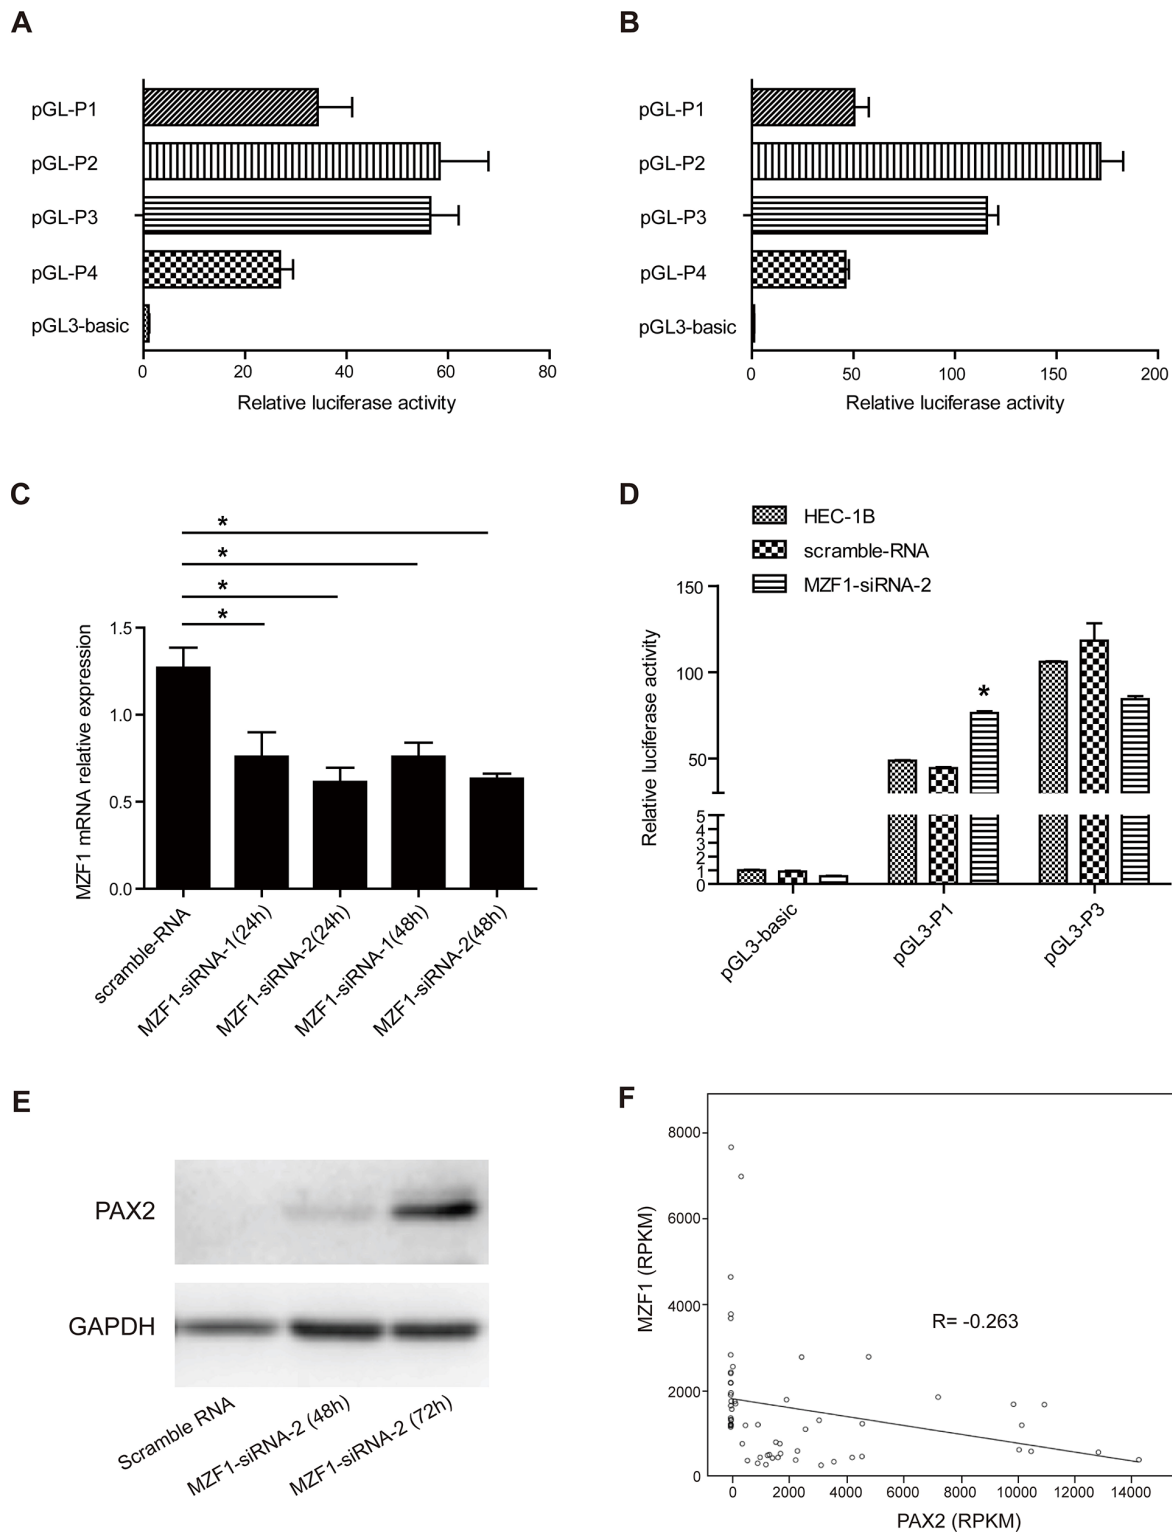 A
pGL-P1
pGL-P2
pGL-P3
pGL-P4
pGL3-basic
0 20 40 60 80
Relative luciferase activity
B
pGL-P1
pGL-P2
pGL-P3
pGL-P4
pGL3-basic
0 50 100 150 200
Relative luciferase activity
C
*
*
*
*
MZF1 mRNA relative expression
1.5
1.0
0.5
0.0
scramble-RNA
MZF1-siRNA-1(24h)
MZF1-siRNA-2(24h)
MZF1-siRNA-1(48h)
MZF1-siRNA-2(48h)
D
HEC-1B
scramble-RNA
MZF1-siRNA-2
Relative luciferase activity
150
100
50
5
4
3
2
1
0
*
pGL3-basic
pGL3-P1
pGL3-P3
E
PAX2
GAPDH
Scramble RNA
MZF1-siRNA-2 (48h)
MZF1-siRNA-2 (72h)
F
MZF1 (RPKM)
8000
6000
4000
2000
0
R= -0.263
0 2000 4000 6000 8000 10000 12000 14000
PAX2 (RPKM)